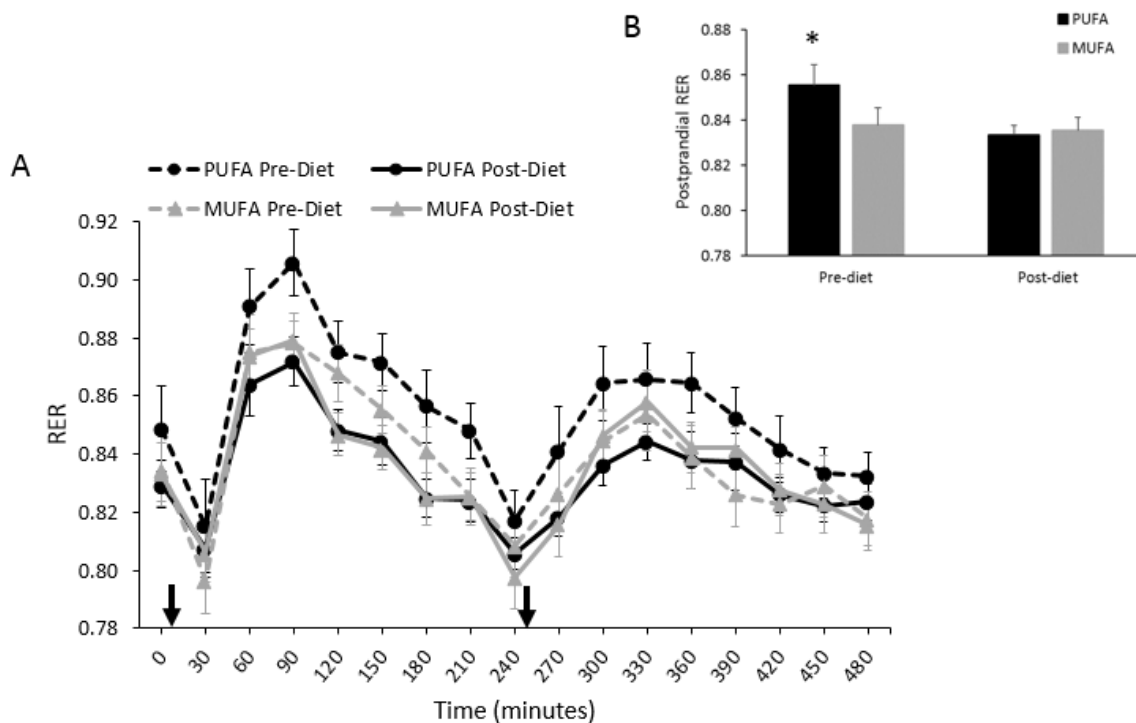 B
0.88
0.86
0.84
0.82
0.80
0.78
Postprandial RER
*
PUFA
MUFA
Pre-diet Post-diet
A
PUFA Pre-Diet PUFA Post-Diet
MUFA Pre-Diet MUFA Post-Diet
0.92
0.90
0.88
0.86
0.84
0.82
0.80
0.78
RER
0 30 60 90 120 150 180 210 240 270 300 330 360 390 420 450 480
Time (minutes)